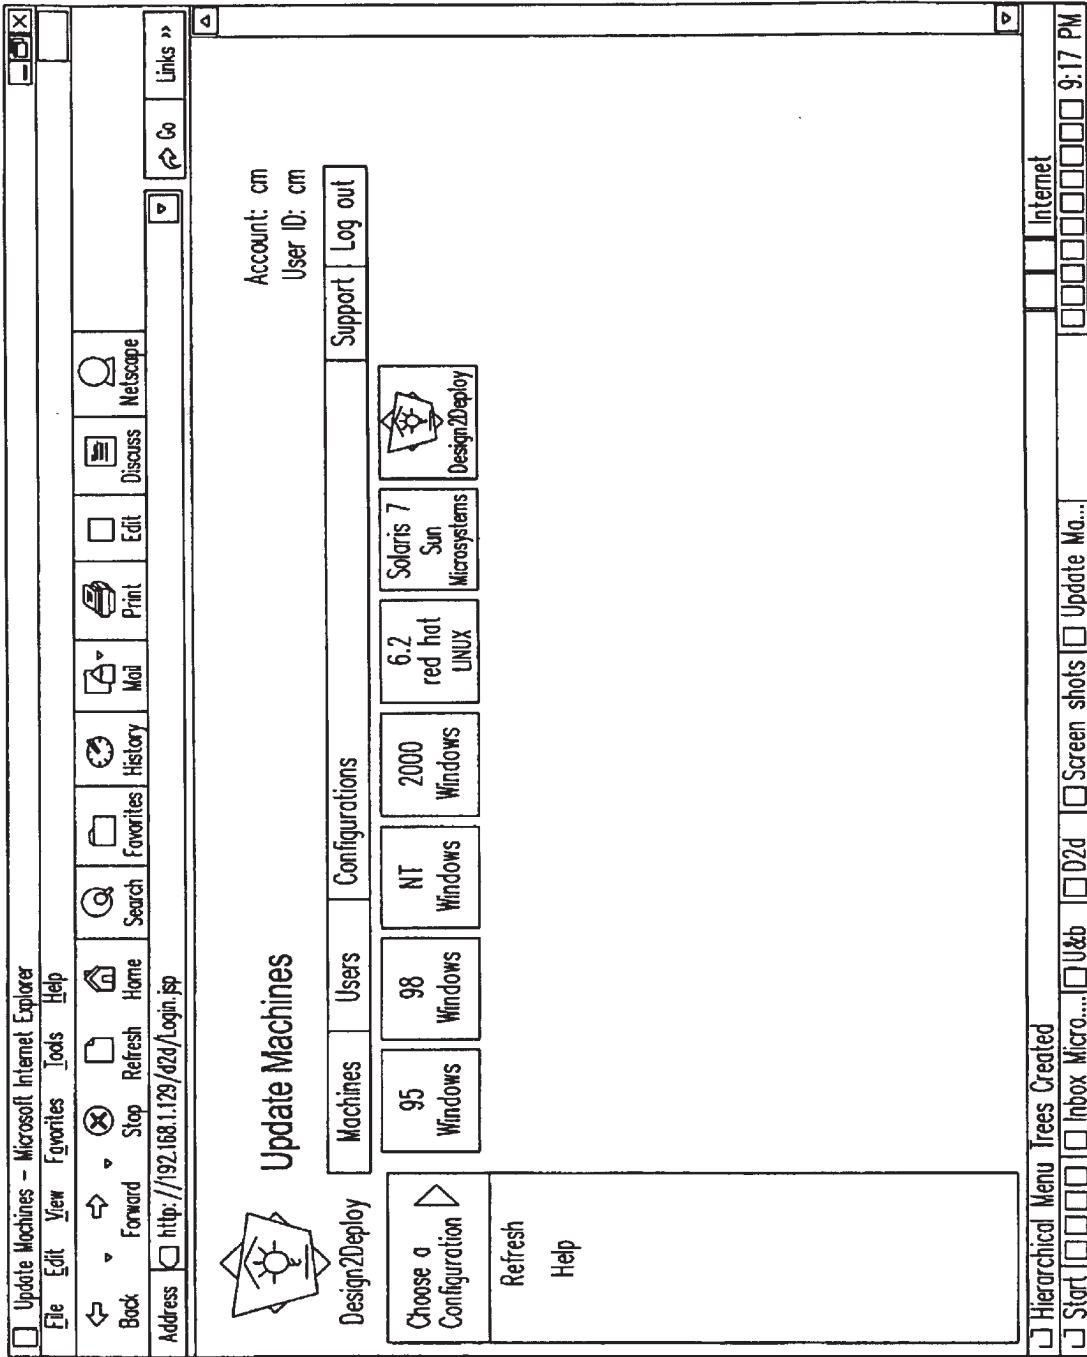 Update Machines – Microsoft Internet Explorer
File Edit View Favorites Tools Help
Back Forward Stop Refresh Home Search Favorites History Mail Print Edit Discuss Netscape
Address http://192.168.1.129/d2d/Login.jsp Go Links »
Design2Deploy
Update Machines
Account: cm
User ID: cm
Machines Users Configurations Support Log out
Choose a
Configuration
95
Windows
98
Windows
NT
Windows
2000
Windows
6.2
red hat
LINUX
Solaris 7
Sun
Microsystems
Design2Deploy
Refresh
Help
Hierarchical Menu Trees Created Internet
Start Inbox Micro.... U&b D2d Screen shots Update Ma... 9:17 PM